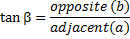 tan β = opposite (b) / adjacent(a)